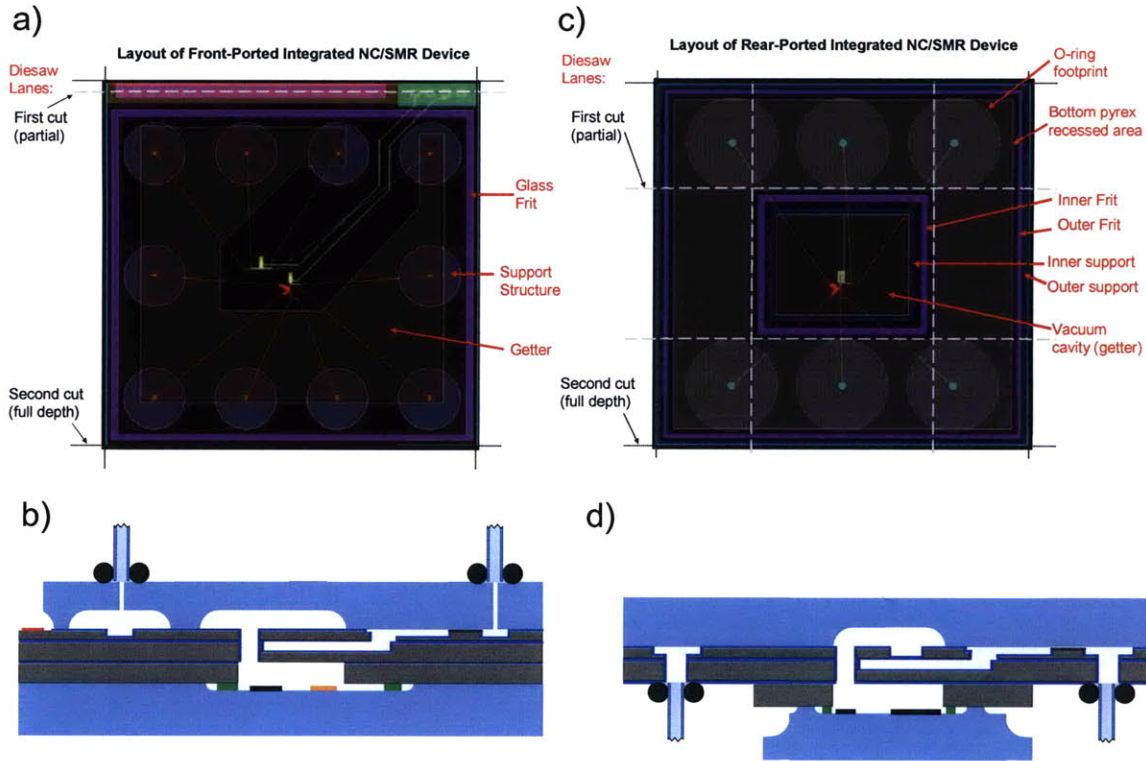 a)
Layout of Front-Ported Integrated NC/SMR Device
Diesaw
Lanes:
First cut
(partial)
Glass
Frit
Support
Structure
Getter
Second cut
(full depth)
c)
Layout of Rear-Ported Integrated NC/SMR Device
Diesaw
Lanes:
O-ring
footprint
First cut
(partial)
Bottom pyrex
recessed area
Inner Frit
Outer Frit
Inner support
Outer support
Vacuum
cavity (getter)
Second cut
(full depth)
b)
d)